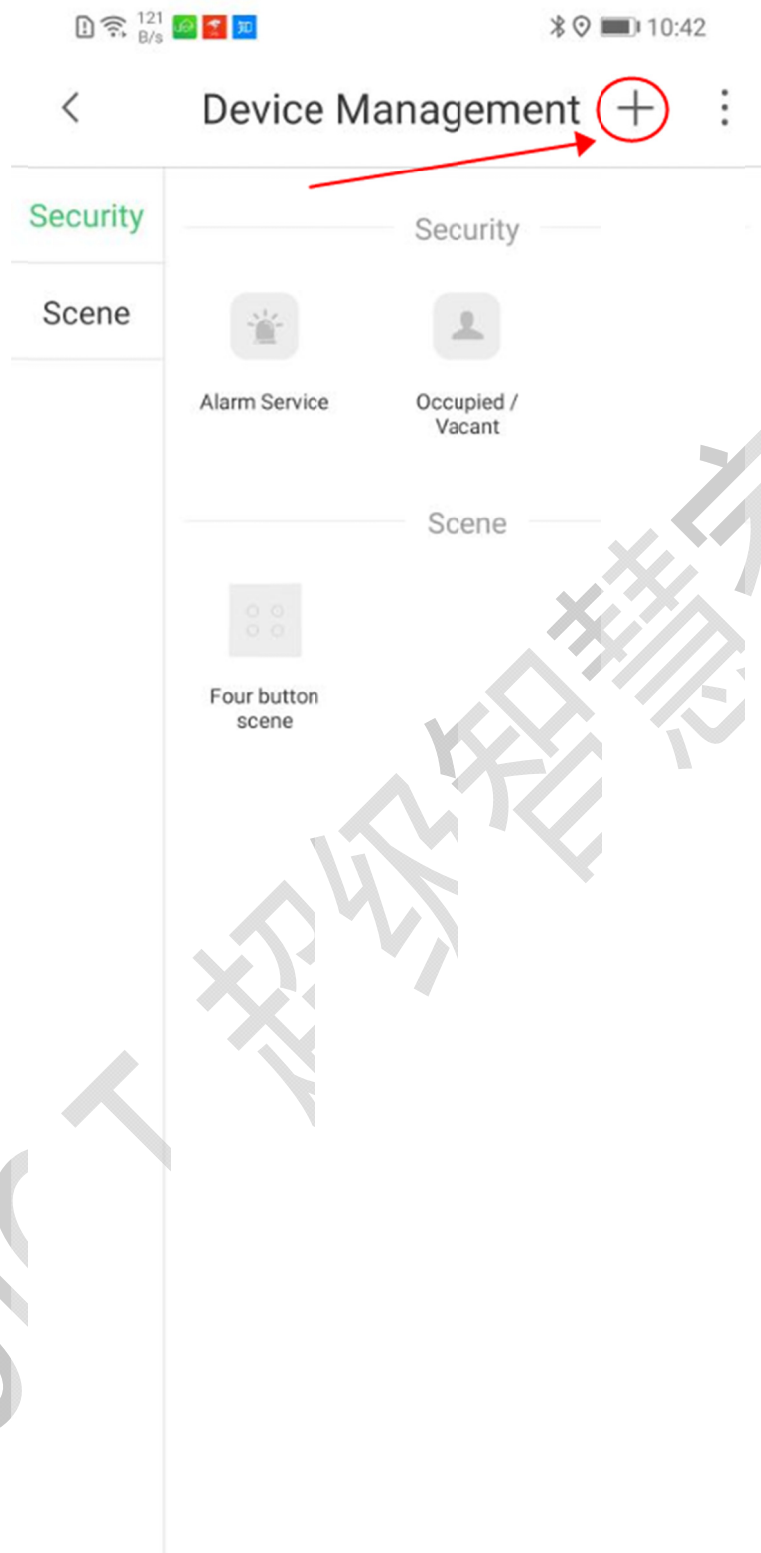 121
B/s
10:42
Device Management
Security
Security
Scene
Alarm Service
Occupied /
Vacant
Scene
Four button
scene
超级智慧